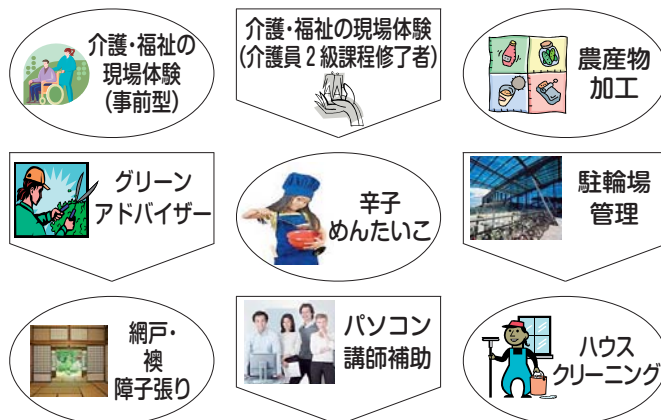 介護・福祉の
現場体験
(事前型)
介護・福祉の現場体験
(介護員2級課程修了者)
農産物
加工
グリーン
アドバイザー
辛子
めんたいこ
駐輪場
管理
網戸・
襖
障子張り
パソコン
講師補助
ハウス
クリーニング